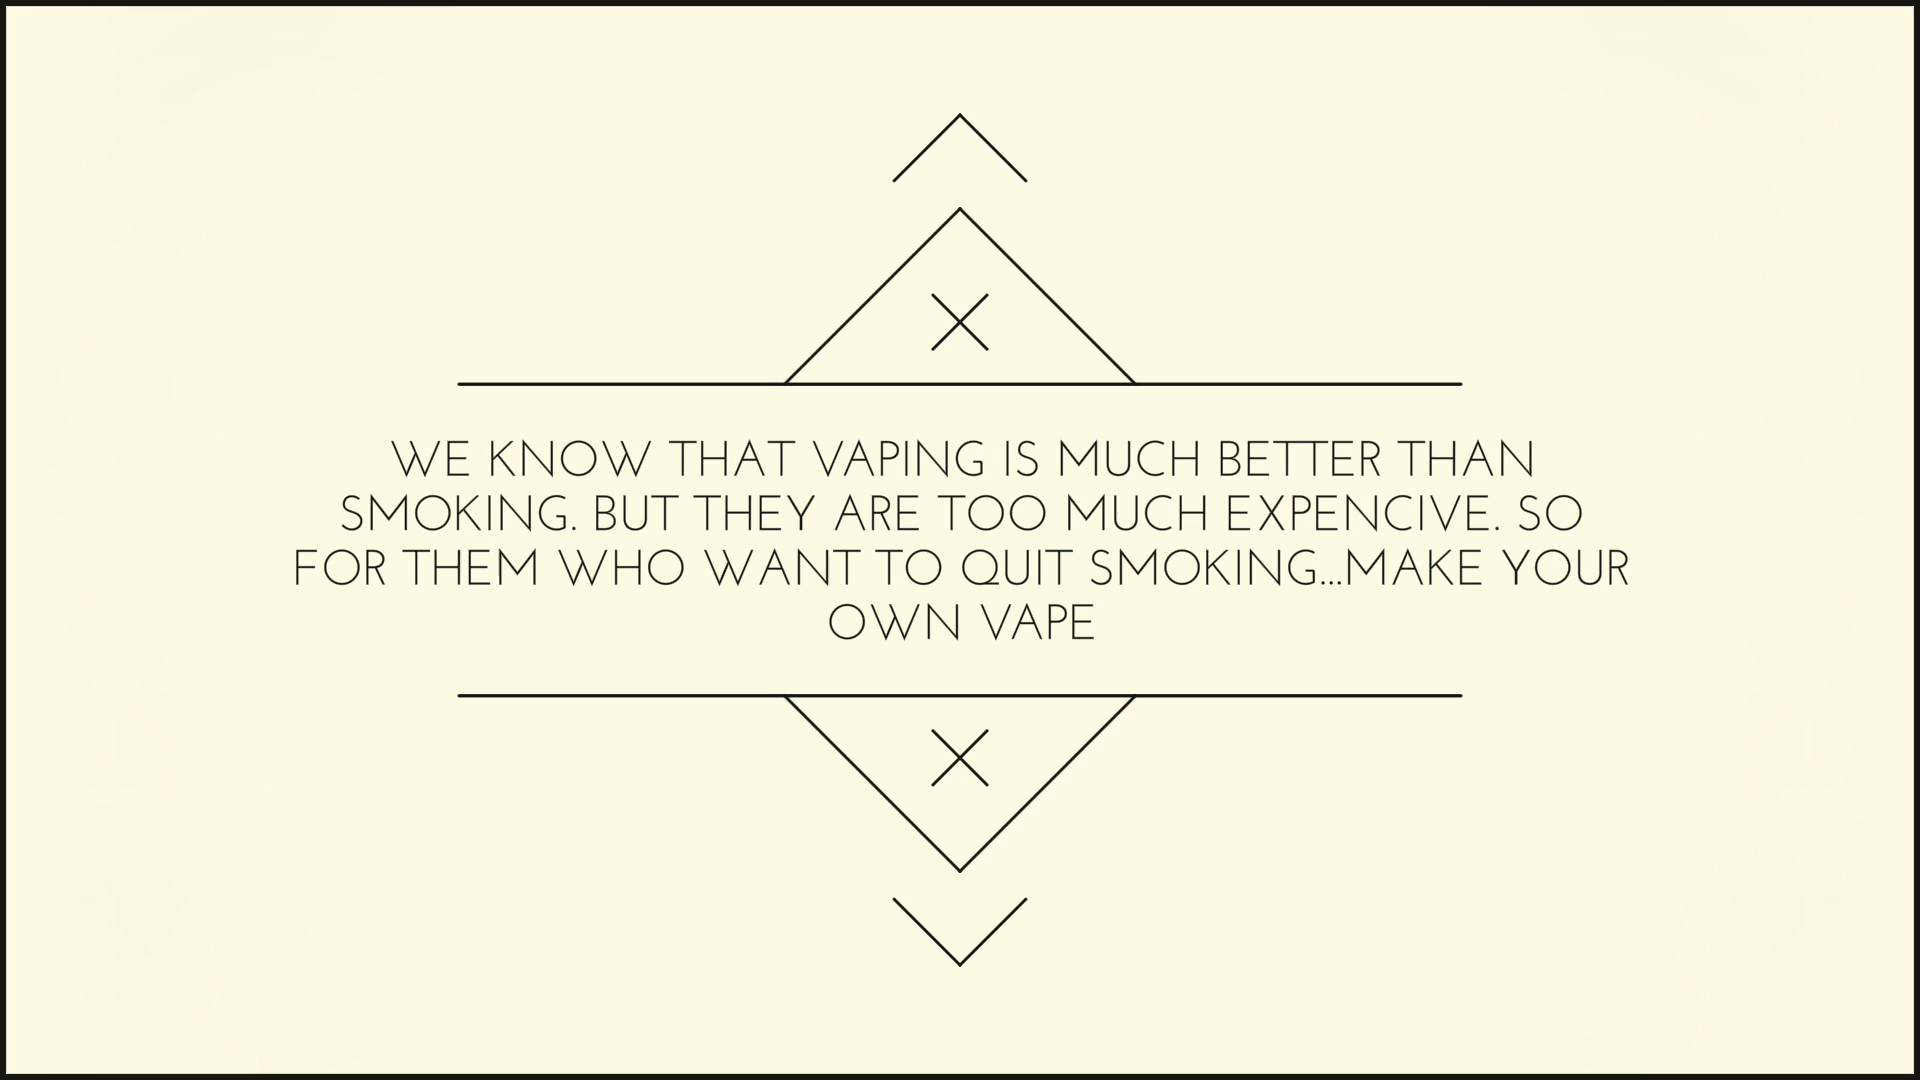 WE KNOW THAT VAPING IS MUCH BETTER THAN
SMOKING. BUT THEY ARE TOO MUCH EXPENCIVE. SO
FOR THEM WHO WANT TO QUIT SMOKING...MAKE YOUR
OWN VAPE